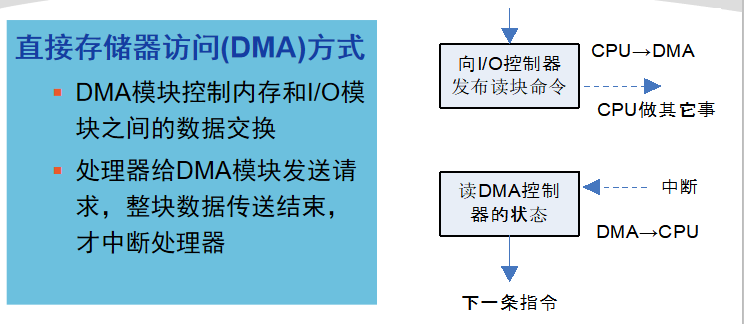 直接存储器访问(DMA)方式
DMA模块控制内存和I/O模
块之间的数据交换
处理器给DMA模块发送请
求，整块数据传送结束，
才中断处理器
向I/O控制器
发布读块命令
CPU→DMA
CPU做其它事
读DMA控制
器的状态
中断
DMA→CPU
下一条指令